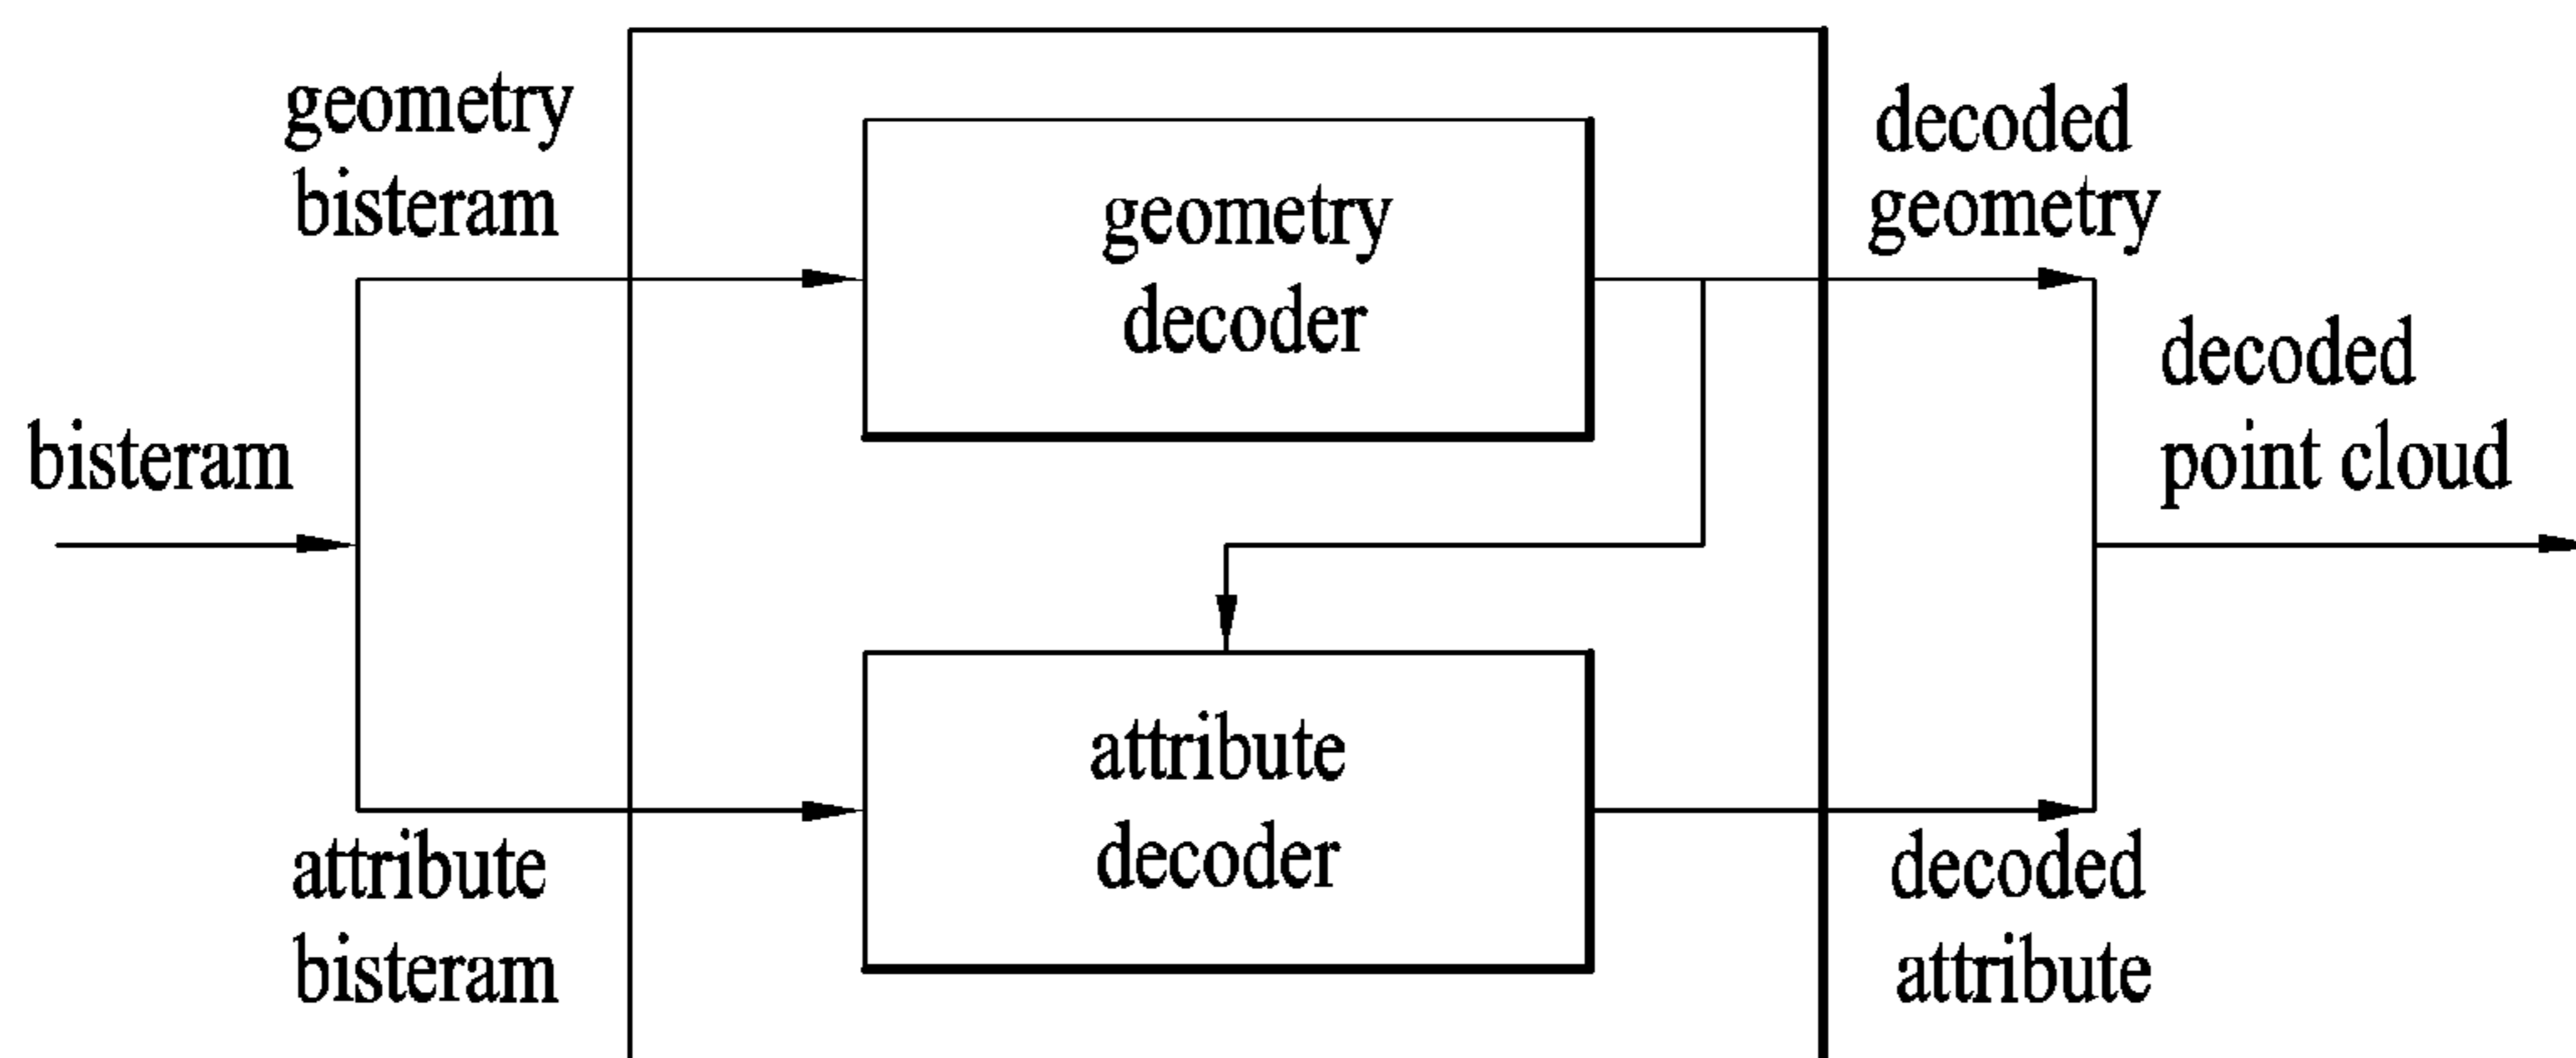 geometry
bisteram
bisteram
attribute
bisteram
geometry
decoder
attribute
decoder
decoded
geometry
decoded
point cloud
decoded
attribute